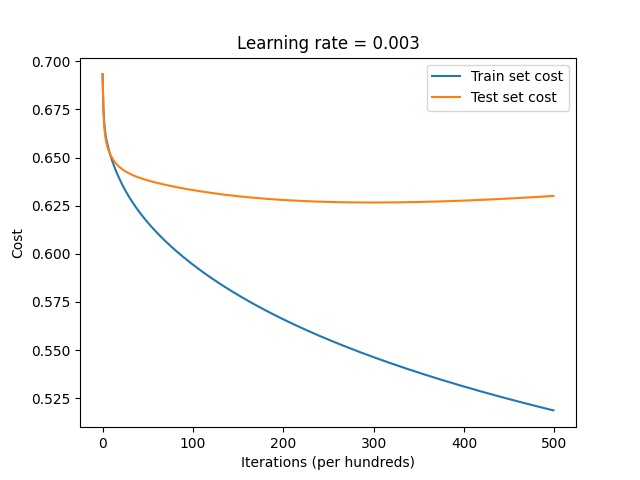 Learning rate = 0.003
Train set cost
Test set cost
0.700
0.675
0.650
0.625
0.600
0.575
0.550
0.525
Cost
0 100 200 300 400 500
Iterations (per hundreds)